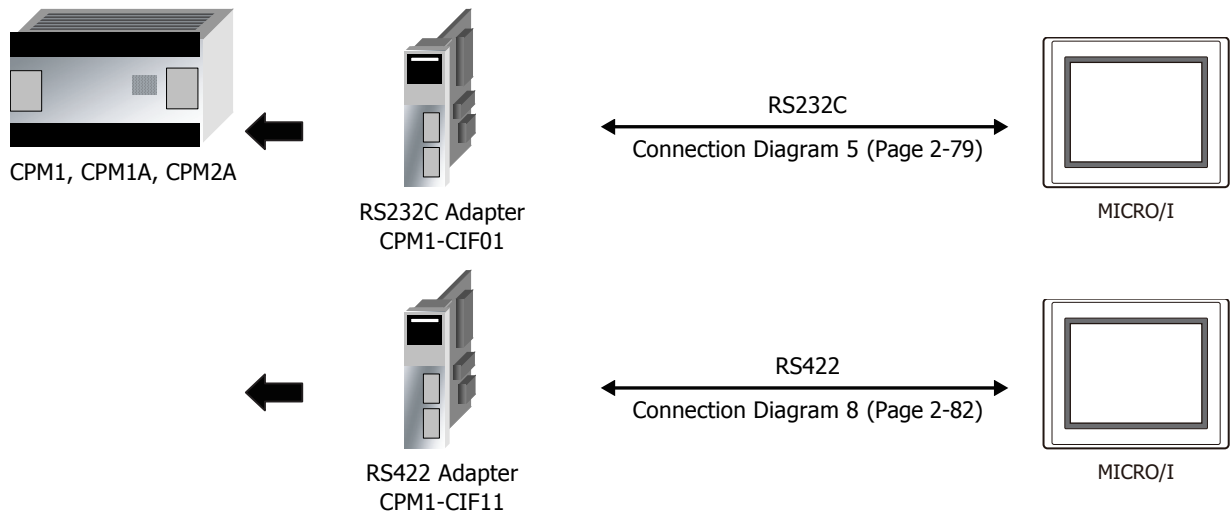 RS232C
Connection Diagram 5 (Page 2-79)
CPM1, CPM1A, CPM2A
RS232C Adapter
CPM1-CIF01
MICRO/I
RS422
Connection Diagram 8 (Page 2-82)
RS422 Adapter
CPM1-CIF11
MICRO/I